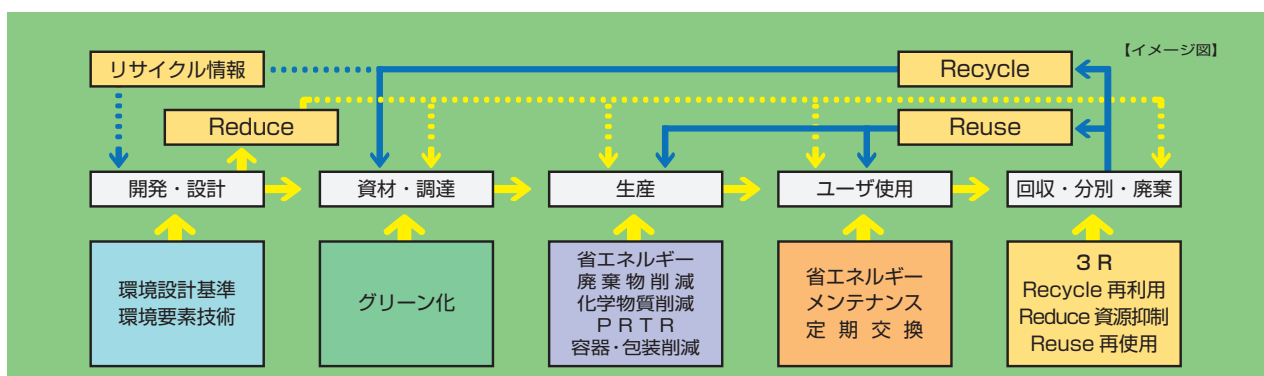 【イメージ図】
リサイクル情報
Recycle
Reduce
Reuse
開発・設計
資材・調達
生産
ユーザ使用
回収・分別・廃棄
環境設計基準
環境要素技術
グリーン化
省エネルギー
廃棄物削減
化学物質削減
PRTR
容器・包装削減
省エネルギー
メンテナンス
定期交換
3R
Recycle 再利用
Reduce 資源抑制
Reuse 再使用